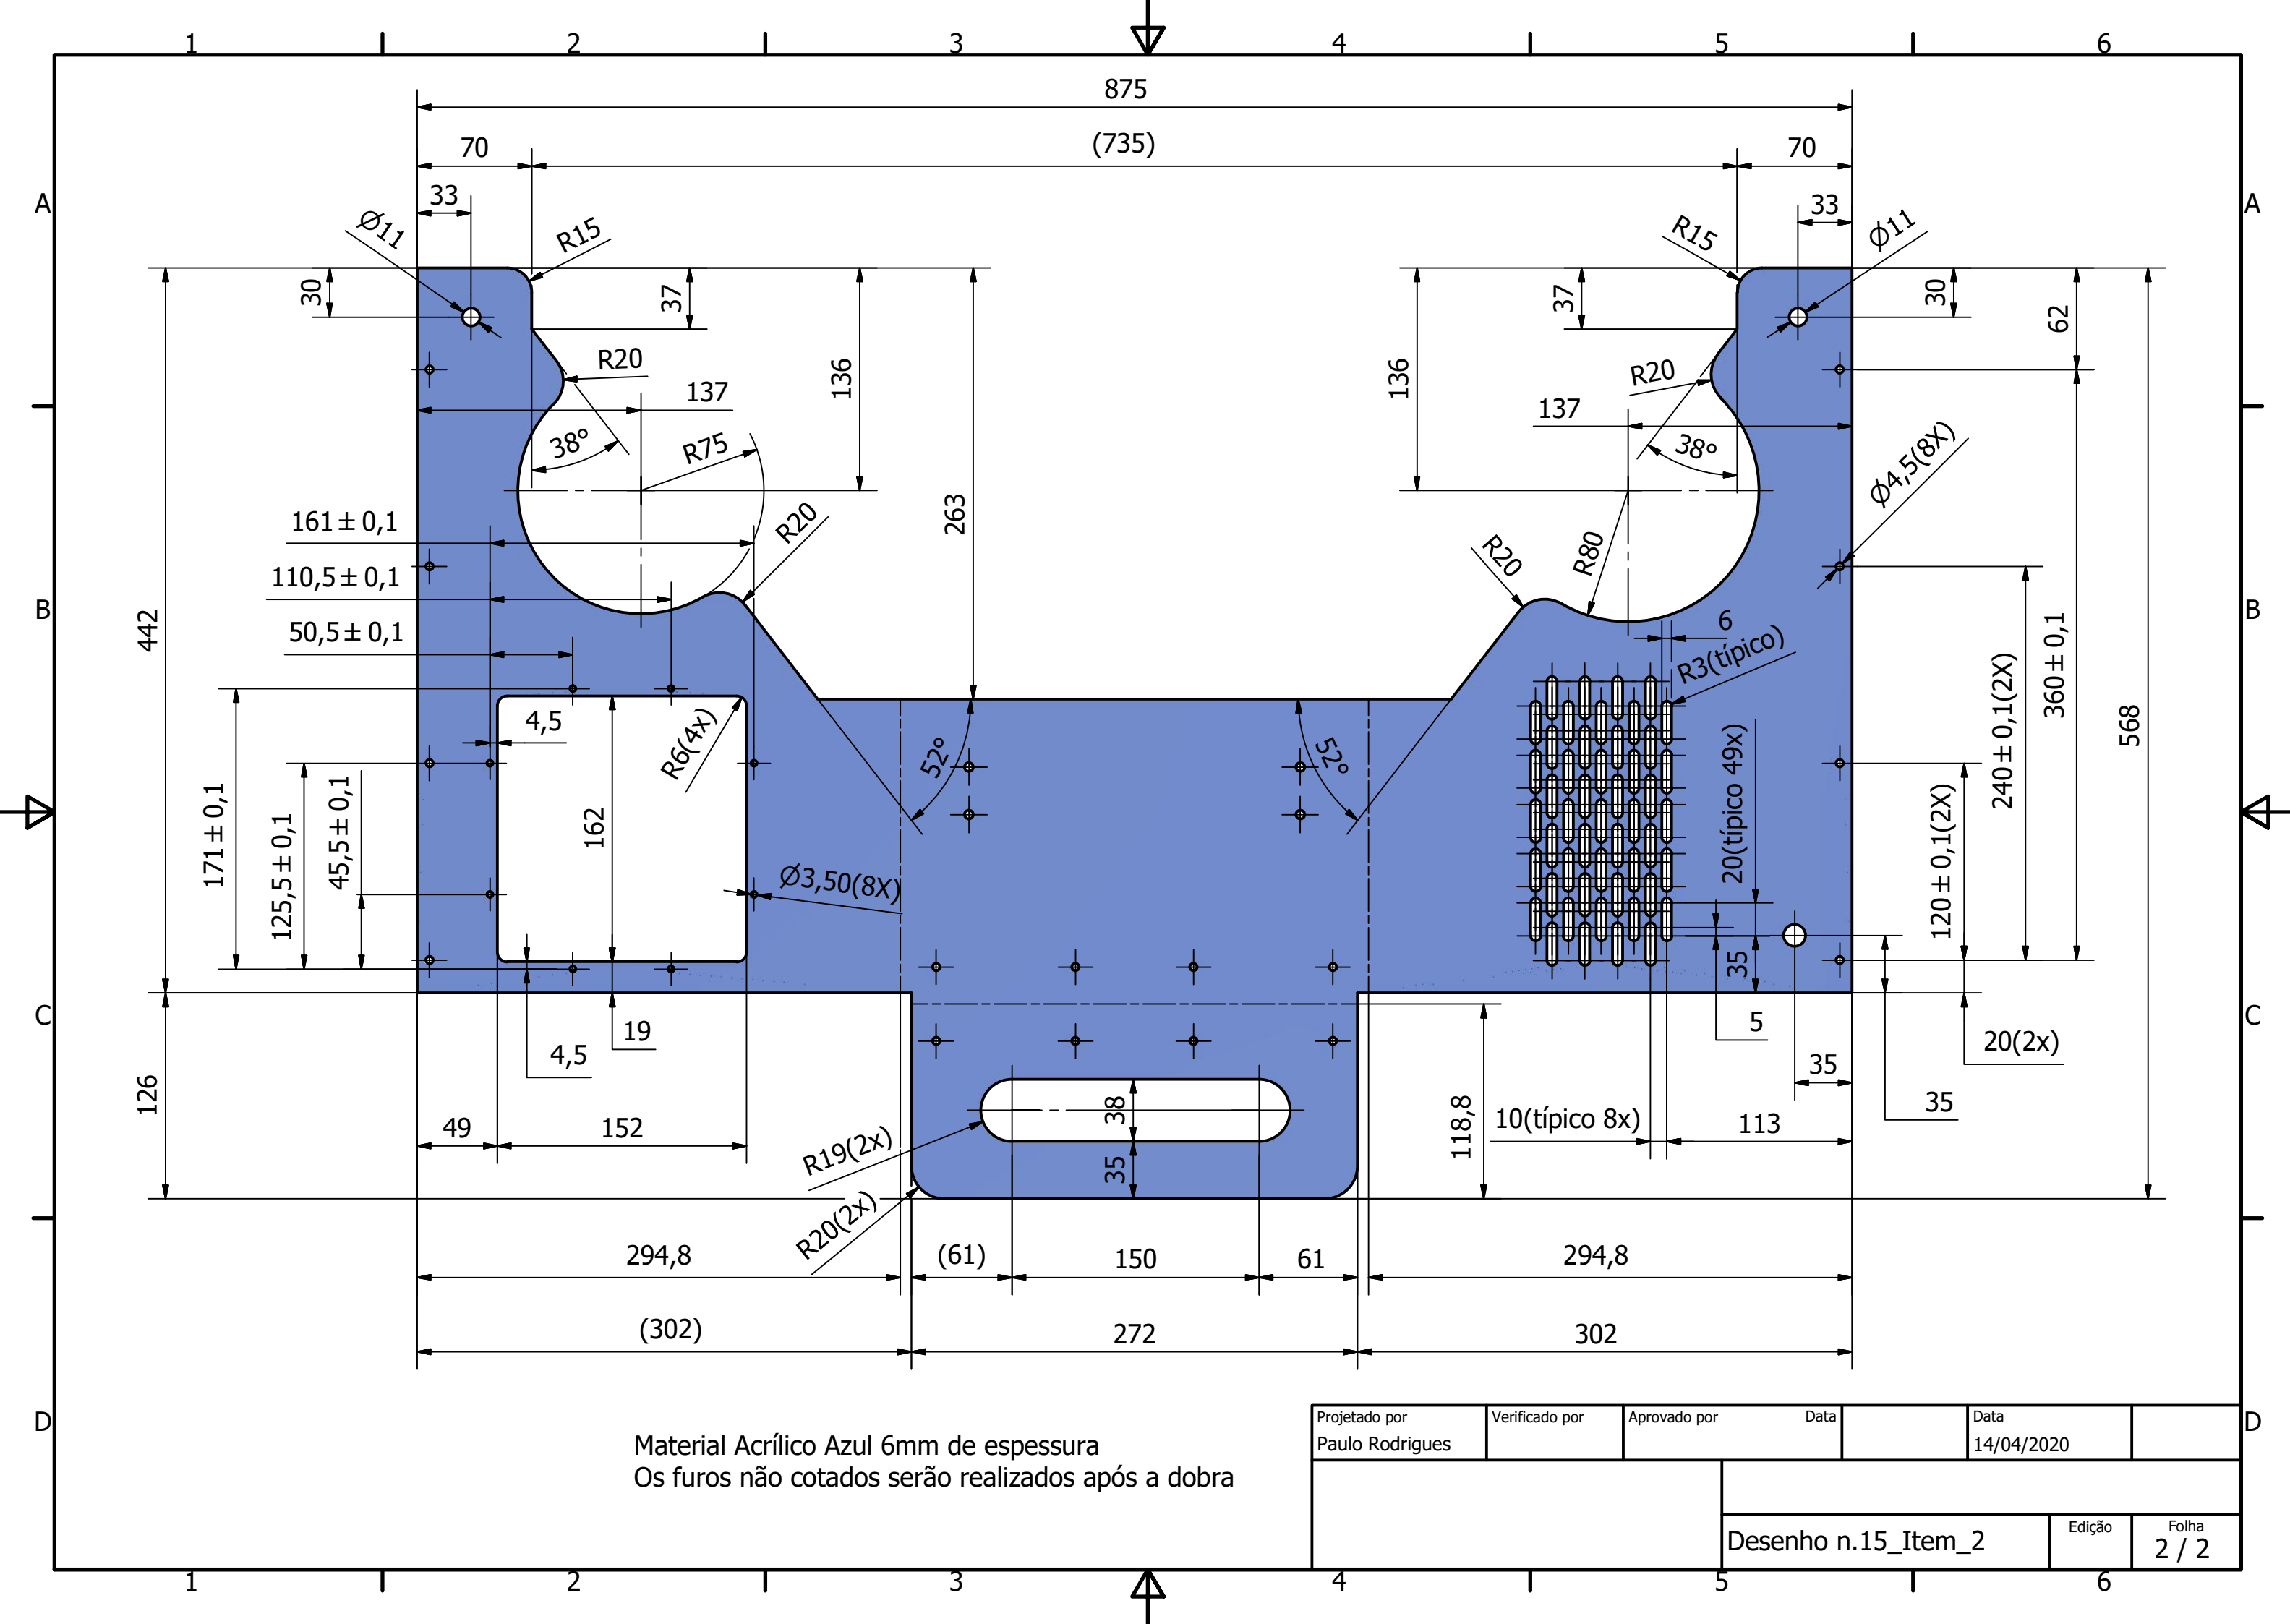 1 2 3 4 5 6
875
70 (735) 70
33 33
A A
Ø11 R15 R15 Ø11
30 37 37 30
62
R20 136 136 R20
137 137
38° R75 38°
Ø4,5(8X)
161±0,1 R20 263 R20 R80
110,5±0,1
B B
50,5±0,1
442
6
R3(típico)
240±0,1(2X) 360±0,1
568
4,5 R6(4x) 52° 52° 20(típico 49x)
171±0,1 125,5±0,1 45,5±0,1 162
120±0,1(2X)
Ø3,50(8X)
35
C C
19 5
4,5 20(2x)
35
126 38 118,8 35
49 152 10(típico 8x) 113
R19(2x)
35
R20(2x)
294,8 (61) 150 61 294,8
(302) 272 302
D D
Material Acrílico Azul 6mm de espessura
Os furos não cotados serão realizados após a dobra
Projetado por Verificado por Aprovado por Data Data
Paulo Rodrigues 14/04/2020
Desenho n.15_Item_2 Edição Folha
2 / 2
1 2 3 4 5 6